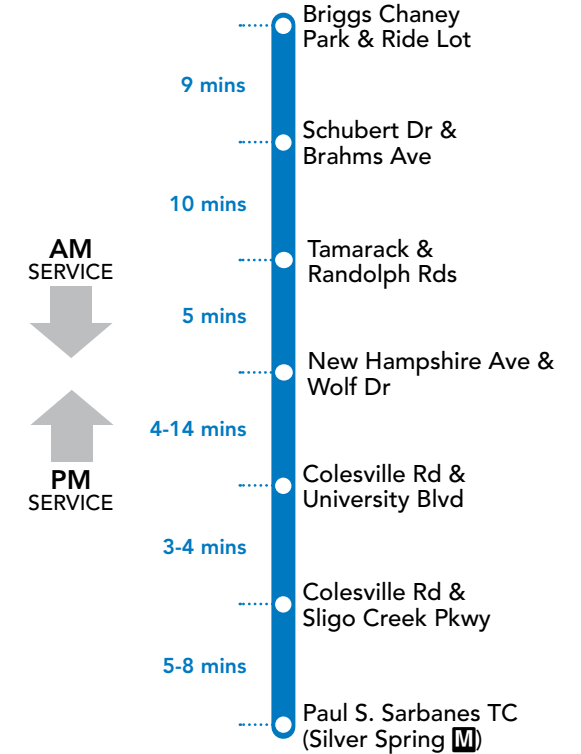 Briggs Chaney
Park & Ride Lot
9 mins
Schubert Dr &
Brahms Ave
10 mins
Tamarack &
Randolph Rds
AM
SERVICE
5 mins
New Hampshire Ave &
Wolf Dr
4-14 mins
PM
SERVICE
Colesville Rd &
University Blvd
3-4 mins
Colesville Rd &
Sligo Creek Pkwy
5-8 mins
Paul S. Sarbanes TC
(Silver Spring M)